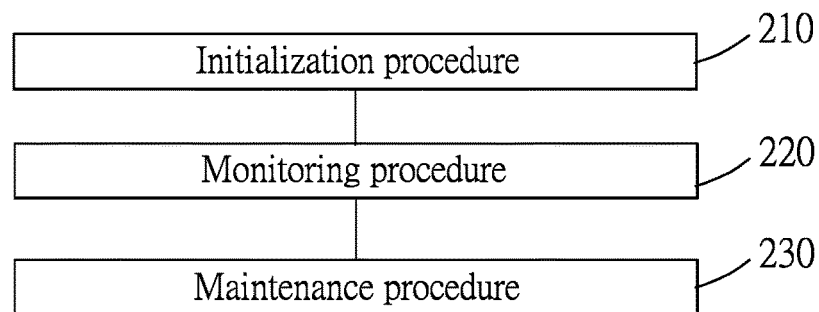 210
Initialization procedure
220
Monitoring procedure
230
Maintenance procedure